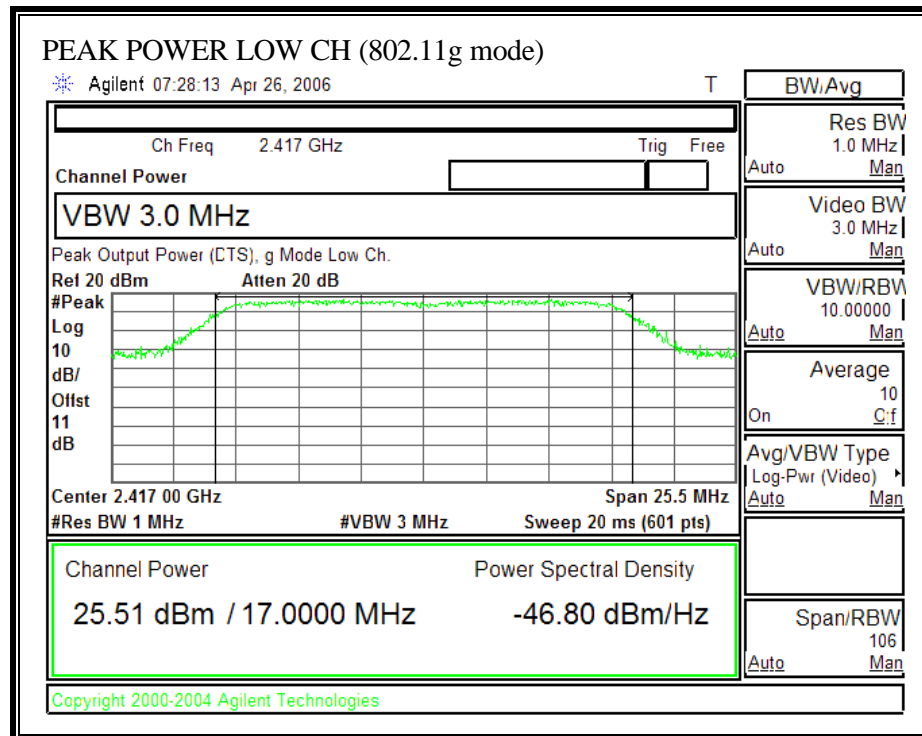 PEAK POWER LOW CH (802.11g mode)
Agilent 07:28:13 Apr 26, 2006 T
Ch Freq 2.417 GHz Trig Free
Channel Power
VBW 3.0 MHz
Peak Output Power (DTS), g Mode Low Ch.
Ref 20 dBm Atten 20 dB
#Peak
Log
10
dB/
Offst
11
dB
Center 2.417 00 GHz Span 25.5 MHz
#Res BW 1 MHz #VBW 3 MHz Sweep 20 ms (601 pts)
Channel Power Power Spectral Density
25.51 dBm / 17.0000 MHz -46.80 dBm/Hz
Copyright 2000-2004 Agilent Technologies
BW/Avg
Res BW
1.0 MHz
Auto Man
Video BW
3.0 MHz
Auto Man
VBW/RBW
10.00000
Auto Man
Average
10
On Off
Avg/VBW Type
Log-Pwr (Video)
Auto Man
Span/RBW
106
Auto Man